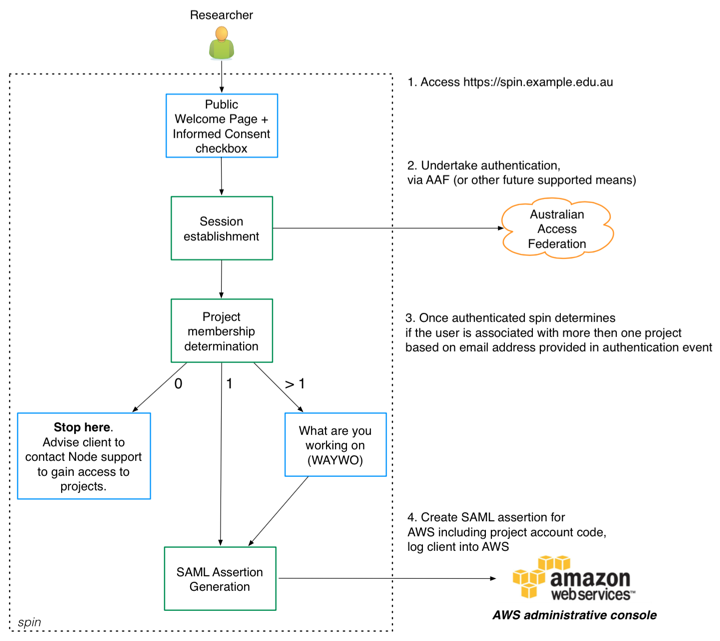 Researcher
1. Access https://spin.example.edu.au
Public
Welcome Page +
Informed Consent
checkbox
2. Undertake authentication,
via AAF (or other future supported means)
Session
establishment
Australian
Access
Federation
3. Once authenticated spin determines
if the user is associated with more then one project
based on email address provided in authentication event
Project
membership
determination
0
1
> 1
Stop here.
Advise client to
contact Node support
to gain access to
projects.
What are you
working on
(WAYWO)
4. Create SAML assertion for
AWS including project account code,
log client into AWS
SAML Assertion
Generation
amazon
webservices™
AWS administrative console
spin